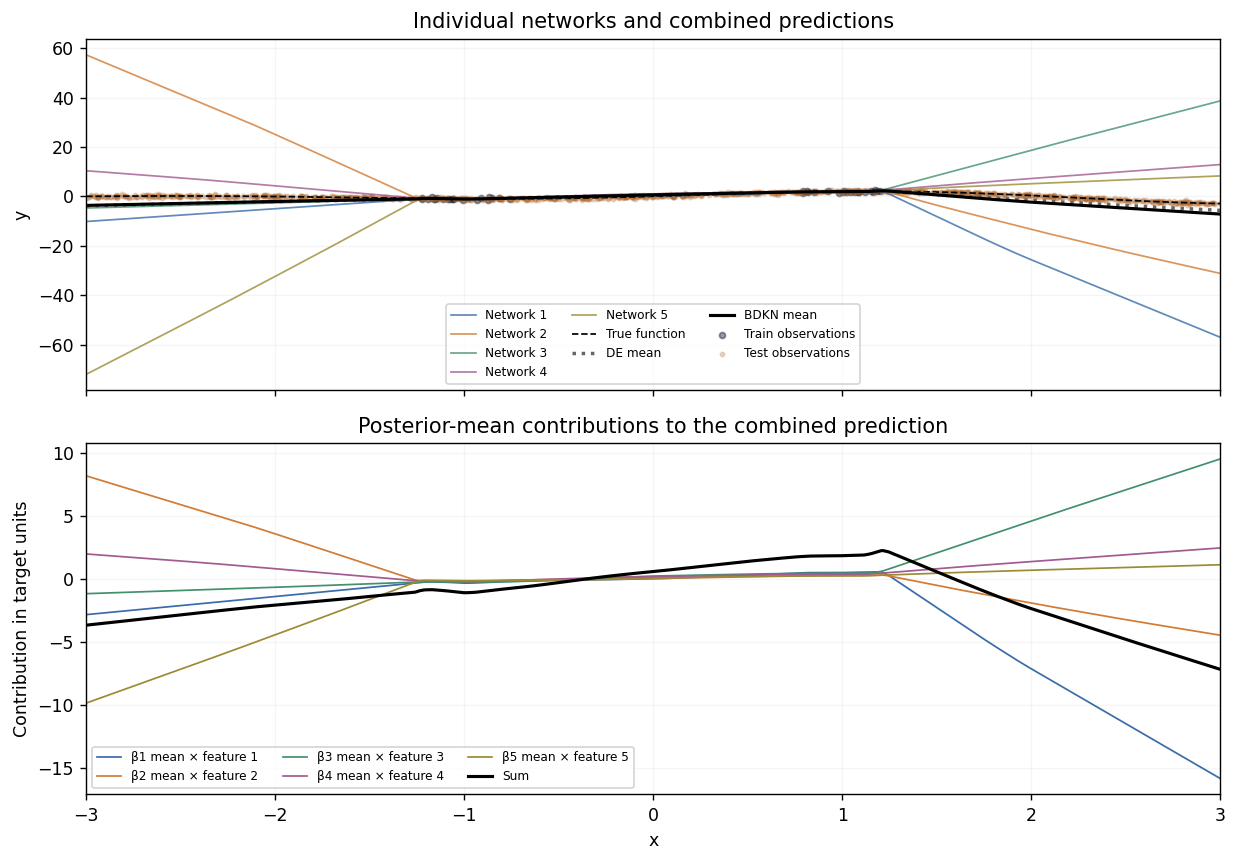 Individual networks and combined predictions
60
40
20
0
−20
−40
−60
y
Network 1
Network 2
Network 3
Network 4
Network 5
True function
DE mean
BDKN mean
Train observations
Test observations
Posterior-mean contributions to the combined prediction
10
5
0
−5
−10
−15
Contribution in target units
β1 mean × feature 1
β2 mean × feature 2
β3 mean × feature 3
β4 mean × feature 4
β5 mean × feature 5
Sum
−3 −2 −1 0 1 2 3
x